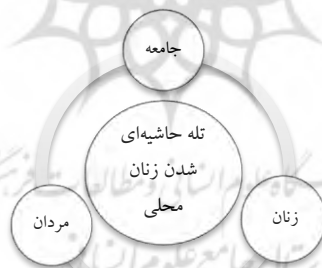 جامعه
تله حاشیه‌ای
شدن زنان
محلی
زنان
مردان